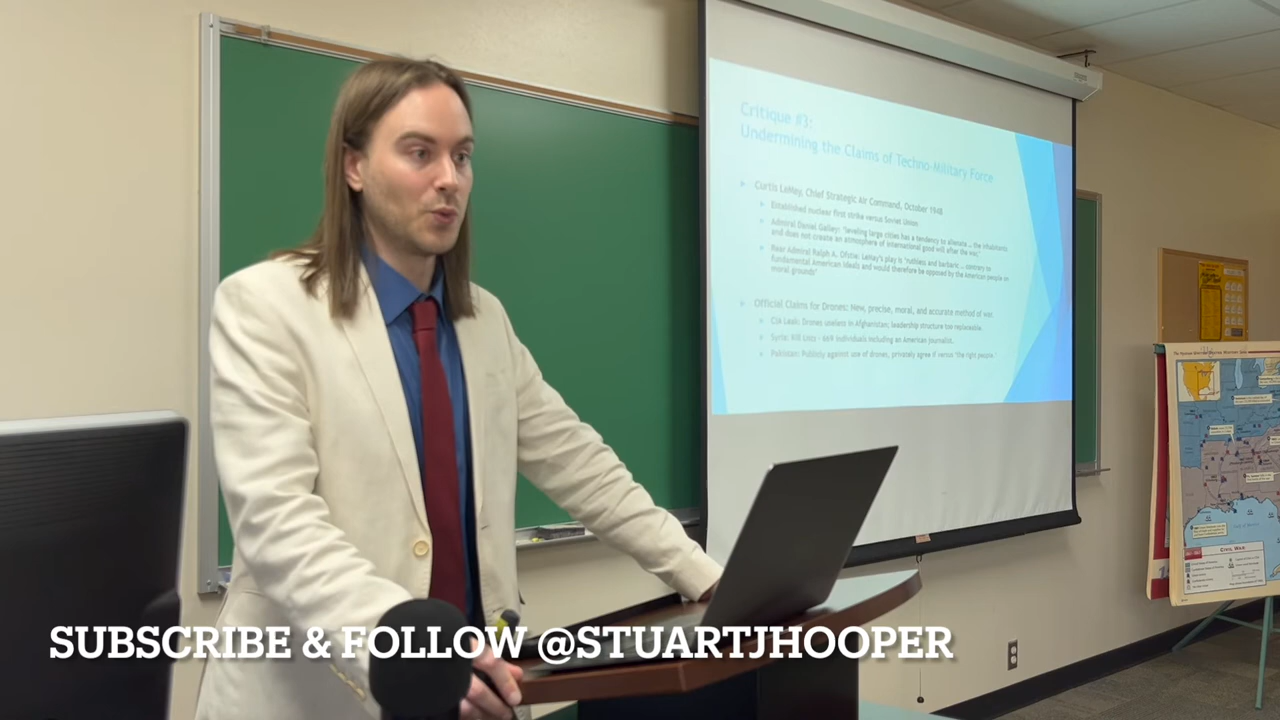 Critique #3:
Undermining the Claims of Techno-Military Force
Curtis LeMay, Chief Strategic Air Command, October 1948
Established nuclear first strike versus Soviet Union
Admiral Daniel Galley: "leveling large cities has a tendency to alienate … the inhabitants
and does not create an atmosphere of international good will after the war."
Rear Admiral Ralph A. Ofstie: LeMay's play is "ruthless and barbaric … contrary to
fundamental American ideals and would therefore be opposed by the American people on
moral grounds"
Official Claims for Drones: New, precise, moral, and accurate method of war.
CIA Leak: Drones useless in Afghanistan; leadership structure too replaceable.
Syria: Kill Lists - 669 individuals including an American journalist.
Pakistan: Publicly against use of drones, privately agree if versus "the right people."
Civil War
SUBSCRIBE & FOLLOW @STUARTJHOOPER